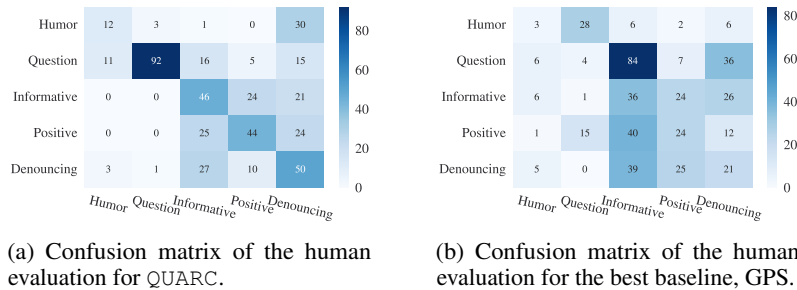 Humor 12 3 1 0 30
Question 11 92 16 5 15
Informative 0 0 46 24 21
Positive 0 0 25 44 24
Denouncing 3 1 27 10 50
Humor Question Informative Positive Denouncing
80
60
40
20
0
(a) Confusion matrix of the human
evaluation for QUARC.
Humor 3 28 6 2 6
Question 6 4 84 7 36
Informative 6 1 36 24 26
Positive 1 15 40 24 12
Denouncing 5 0 39 25 21
Humor Question Informative Positive Denouncing
80
60
40
20
0
(b) Confusion matrix of the human
evaluation for the best baseline, GPS.